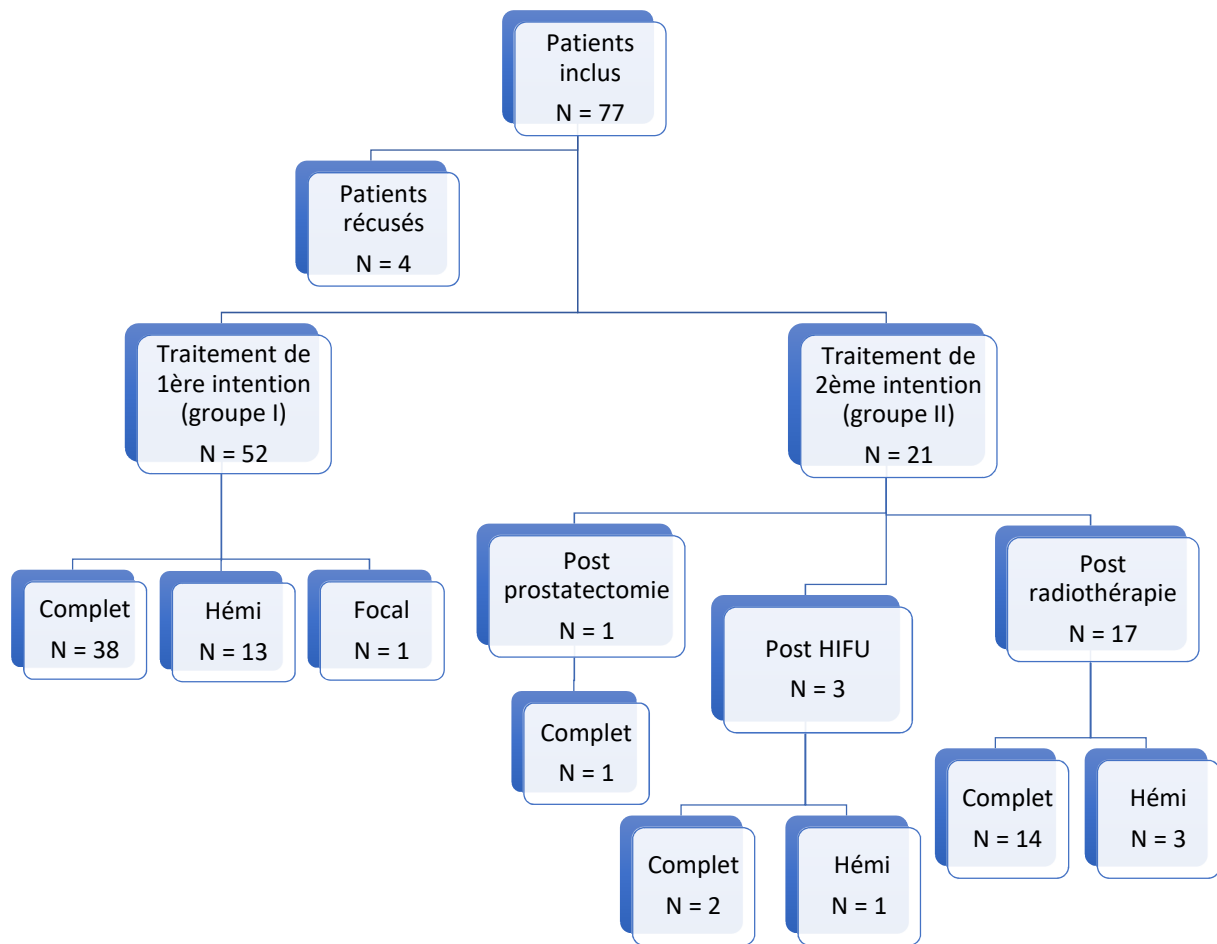 Patients
inclus
N = 77
Patients
récusés
N = 4
Traitement de
1ère intention
(groupe I)
N = 52
Traitement de
2ème intention
(groupe II)
N = 21
Complet
N = 38
Hémi
N = 13
Focal
N = 1
Post
prostatectomie
N = 1
Complet
N = 1
Post HIFU
N = 3
Complet
N = 2
Hémi
N = 1
Post
radiothérapie
N = 17
Complet
N = 14
Hémi
N = 3